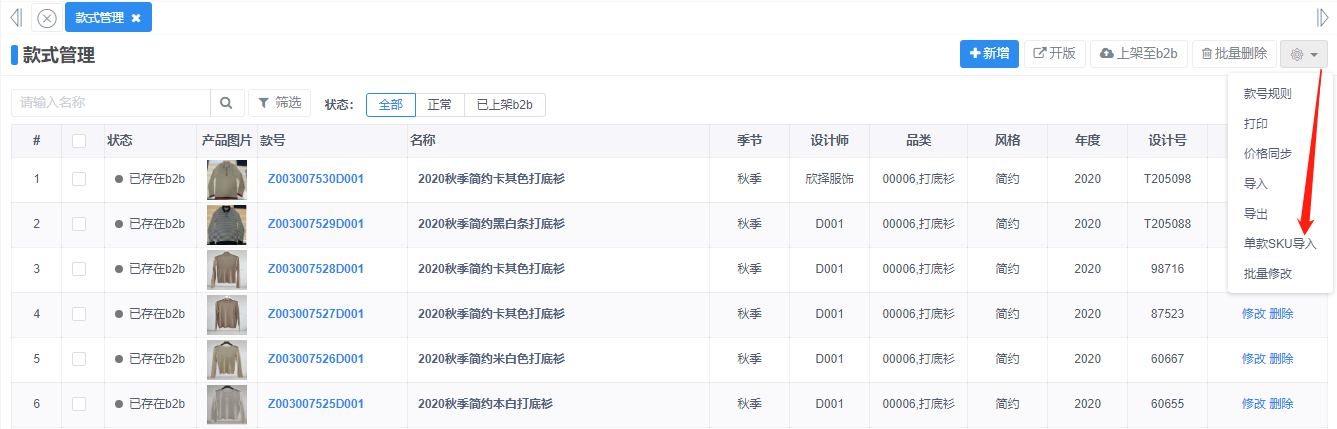 款式管理
款式管理
新增 开版 上架至b2b 批量删除
请输入名称 筛选 状态： 全部 正常 已上架b2b
款号规则
打印
价格同步
导入
导出
单款SKU导入
批量修改
# 状态 产品图片 款号 名称 季节 设计师 品类 风格 年度 设计号
1 已存在b2b Z003007530D001 2020秋季简约卡其色打底衫 秋季 欣择服饰 00006,打底衫 简约 2020 T205098
2 已存在b2b Z003007529D001 2020秋季简约黑白条打底衫 秋季 D001 00006,打底衫 简约 2020 T205088
3 已存在b2b Z003007528D001 2020秋季简约卡其色打底衫 秋季 D001 00006,打底衫 简约 2020 98716
4 已存在b2b Z003007527D001 2020秋季简约卡其色打底衫 秋季 D001 00006,打底衫 简约 2020 87523 修改 删除
5 已存在b2b Z003007526D001 2020秋季简约米白色打底衫 秋季 D001 00006,打底衫 简约 2020 60667 修改 删除
6 已存在b2b Z003007525D001 2020秋季简约本白打底衫 秋季 D001 00006,打底衫 简约 2020 60655 修改 删除